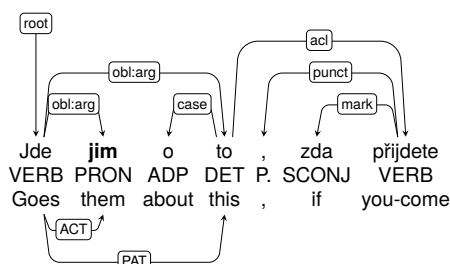 root
acl
obl:arg punct
obl:arg case mark
Jde jim o to , zda přijdete
VERB PRON ADP DET P. SCONJ VERB
Goes them about this , if you-come
ACT
PAT